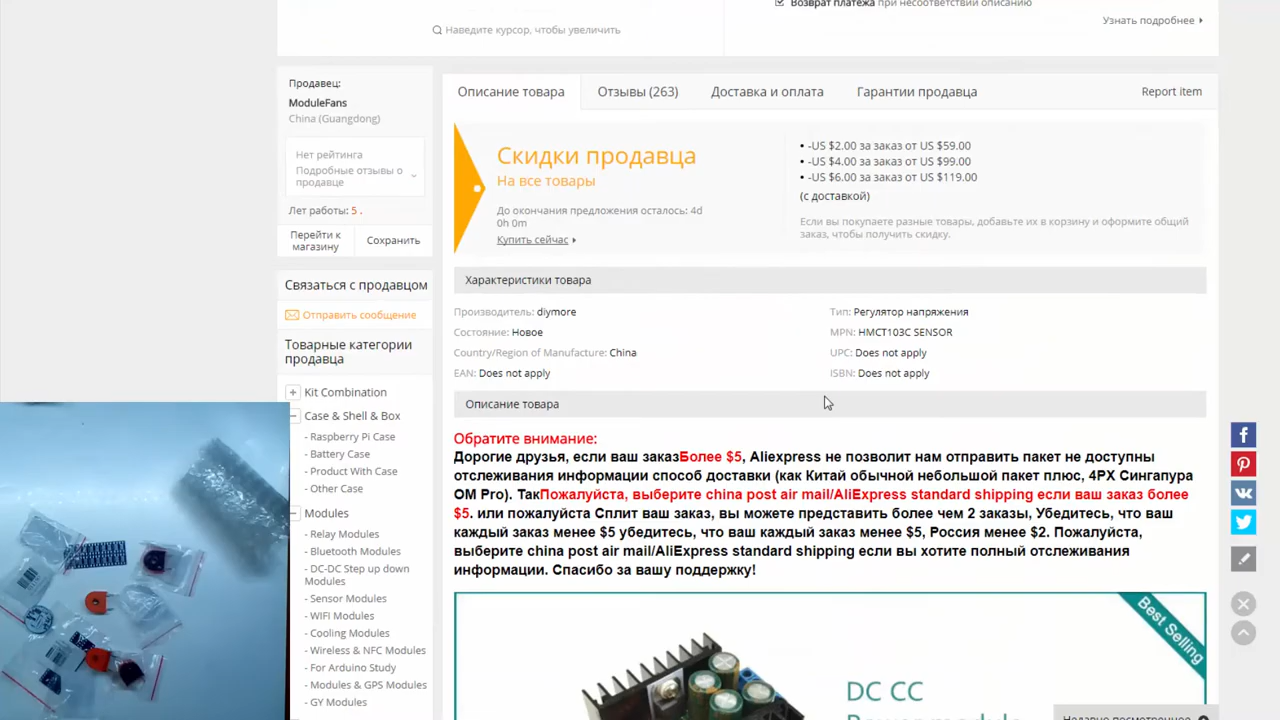 Возврат платежа при несоответствии описанию
Узнать подробнее
Наведите курсор, чтобы увеличить
Продавец:
ModuleFans
China (Guangdong)
Нет рейтинга
Подробные отзывы о
продавце
Лет работы: 5 .
Перейти к
магазину
Сохранить
Связаться с продавцом
Отправить сообщение
Товарные категории
продавца
Kit Combination
Case & Shell & Box
- Raspberry Pi Case
- Battery Case
- Product With Case
- Other Case
Modules
- Relay Modules
- Bluetooth Modules
- DC-DC Step up down
Modules
- Sensor Modules
- WIFI Modules
- Cooling Modules
- Wireless & NFC Modules
- For Arduino Study
- Modules & GPS Modules
- GY Modules
Описание товара
Отзывы (263)
Доставка и оплата
Гарантии продавца
Report item
Скидки продавца
На все товары
До окончания предложения осталось: 4d
0h 0m
Купить сейчас
• -US $2.00 за заказ от US $59.00
• -US $4.00 за заказ от US $99.00
• -US $6.00 за заказ от US $119.00
(с доставкой)
Если вы покупаете разные товары, добавьте их в корзину и оформите общий
заказ, чтобы получить скидку.
Характеристики товара
Производитель: diymore
Тип: Регулятор напряжения
Состояние: Новое
MPN: HMCT103C SENSOR
Country/Region of Manufacture: China
UPC: Does not apply
EAN: Does not apply
ISBN: Does not apply
Описание товара
Обратите внимание:
Дорогие друзья, если ваш заказБолее $5, Aliexpress не позволит нам отправить пакет не доступны
отслеживания информации способ доставки (как Китай обычной небольшой пакет плюс, 4PX Сингапура
OM Pro). ТакПожалуйста, выберите china post air mail/AliExpress standard shipping если ваш заказ более
$5. или пожалуйста Сплит ваш заказ, вы можете представить более чем 2 заказы, Убедитесь, что ваш
каждый заказ менее $5 убедитесь, что ваш каждый заказ менее $5, Россия менее $2. Пожалуйста,
выберите china post air mail/AliExpress standard shipping если вы хотите полный отслеживания
информации. Спасибо за вашу поддержку!
Best Selling
DC CC
Power module
Недавно просмотренное